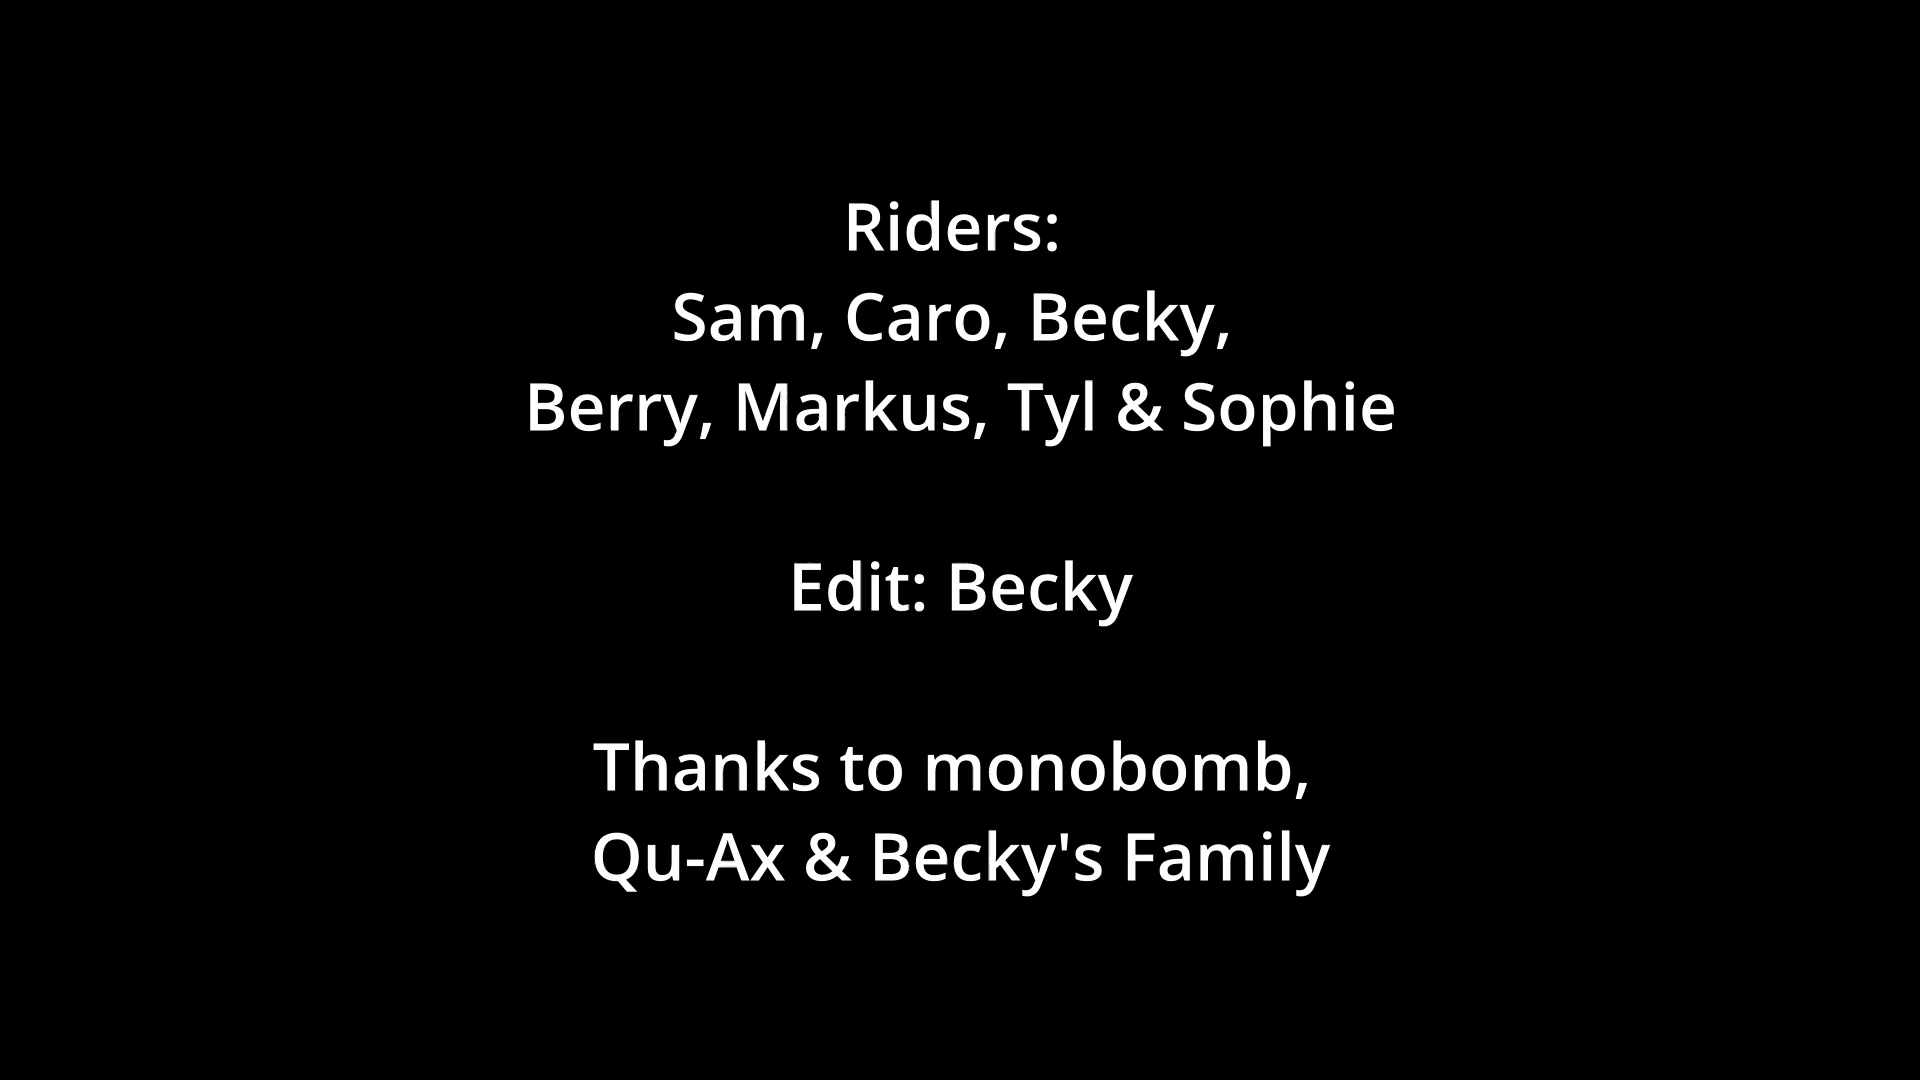 Riders:
Sam, Caro, Becky,
Berry, Markus, Tyl & Sophie
Edit: Becky
Thanks to monobomb,
Qu-Ax & Becky's Family